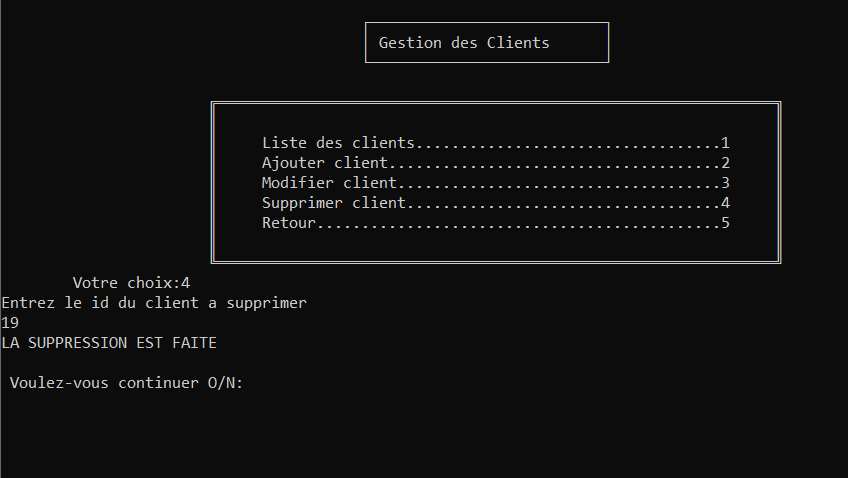 Gestion des Clients
Liste des clients..................................1
Ajouter client.....................................2
Modifier client....................................3
Supprimer client...................................4
Retour.............................................5
Votre choix:4
Entrez le id du client a supprimer
19
LA SUPPRESSION EST FAITE
Voulez-vous continuer O/N: